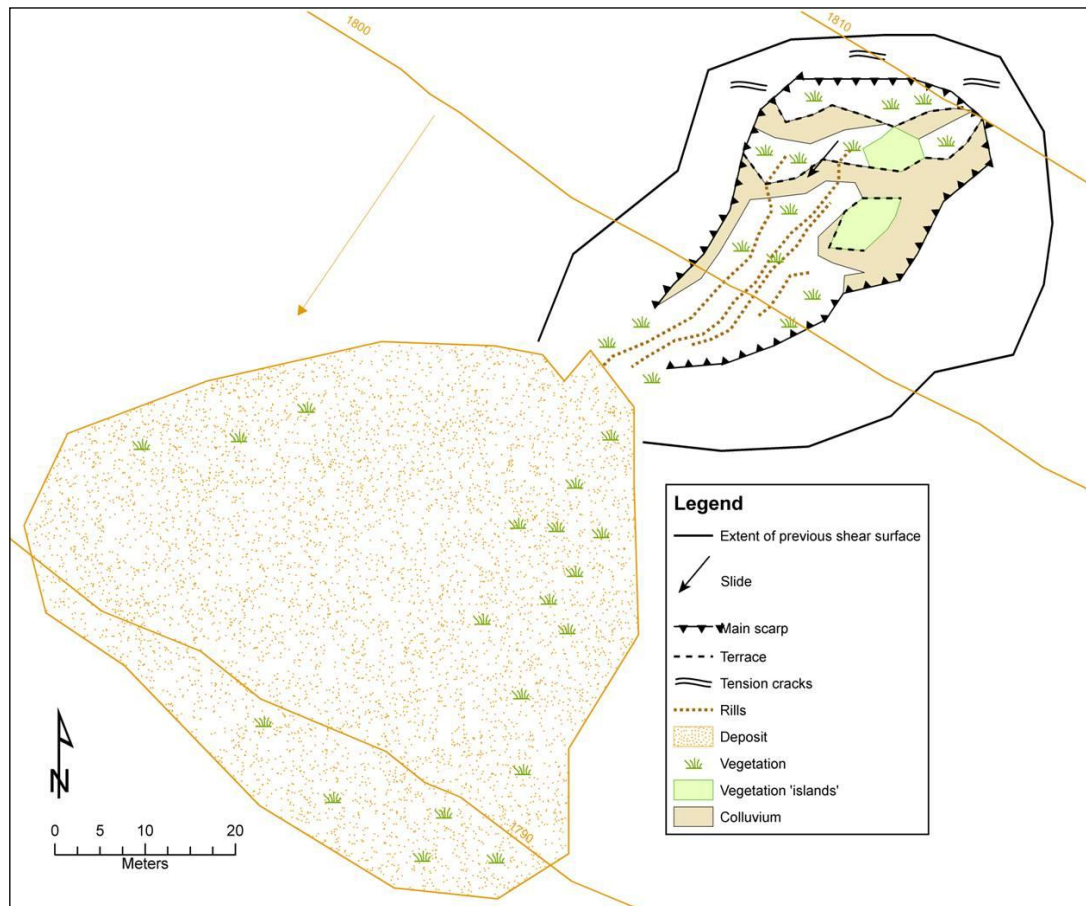 1800
1810
Legend
Extent of previous shear surface
Slide
Main scarp
Terrace
Tension cracks
Rills
Deposit
Vegetation
Vegetation 'islands'
Colluvium
N
0 5 10 20
Meters
1790